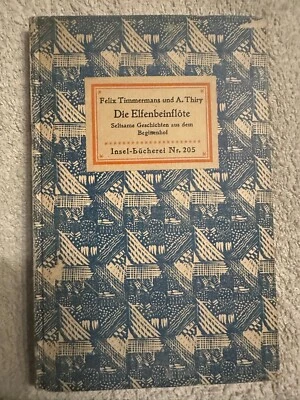 Felix Timmermans und A. Thiry
Die Elfenbeinflöte
Seltsame Geschichten aus dem
Beginenhof
Insel-Bücherei Nr. 205